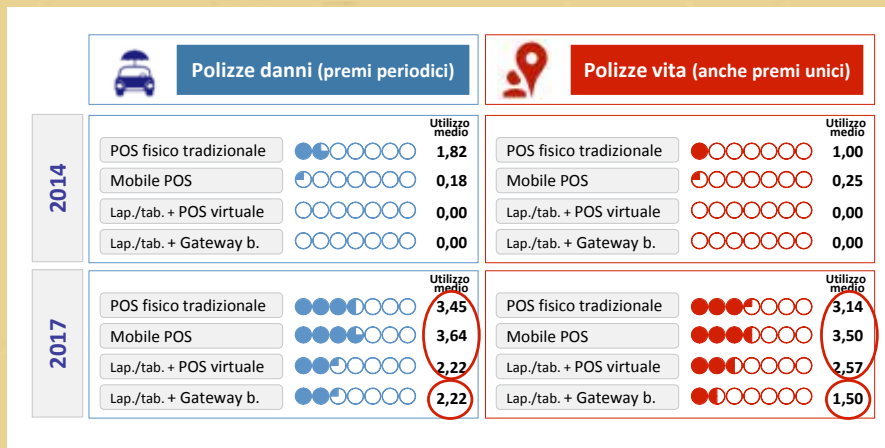 Polizze danni (premi periodici)
Polizze vita (anche premi unici)
2014
Utilizzo
medio
POS fisico tradizionale 1,82
Mobile POS 0,18
Lap./tab. + POS virtuale 0,00
Lap./tab. + Gateway b. 0,00
Utilizzo
medio
POS fisico tradizionale 1,00
Mobile POS 0,25
Lap./tab. + POS virtuale 0,00
Lap./tab. + Gateway b. 0,00
2017
Utilizzo
medio
POS fisico tradizionale 3,45
Mobile POS 3,64
Lap./tab. + POS virtuale 2,22
Lap./tab. + Gateway b. 2,22
Utilizzo
medio
POS fisico tradizionale 3,14
Mobile POS 3,50
Lap./tab. + POS virtuale 2,57
Lap./tab. + Gateway b. 1,50